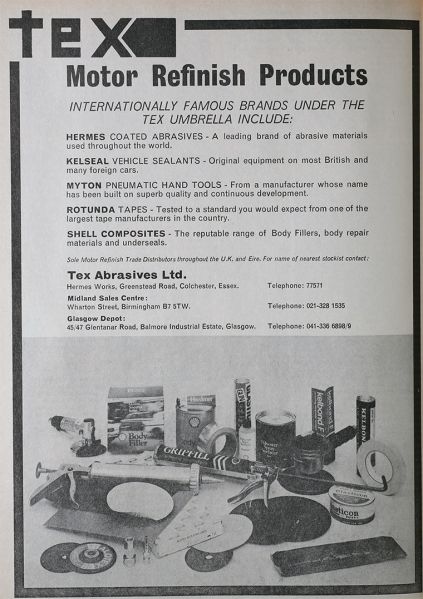 tex
Motor Refinish Products
INTERNATIONALLY FAMOUS BRANDS UNDER THE
TEX UMBRELLA INCLUDE:
HERMES COATED ABRASIVES - A leading brand of abrasive materials
used throughout the world.
KELSEAL VEHICLE SEALANTS - Original equipment on most British and
many foreign cars.
MYTON PNEUMATIC HAND TOOLS - From a manufacturer whose name
has been built on superb quality and continuous development.
ROTUNDA TAPES - Tested to a standard you would expect from one of the
largest tape manufacturers in the country.
SHELL COMPOSITES - The reputable range of Body Fillers, body repair
materials and underseals.
Sole Motor Refinish Trade Distributors throughout the U.K. and Eire. For name of nearest stockist contact:
Tex Abrasives Ltd.
Hermes Works, Greenstead Road, Colchester, Essex. Telephone: 77571
Midland Sales Centre:
Wharton Street, Birmingham B7 5TW. Telephone: 021-328 1535
Glasgow Depot:
45/47 Glentanar Road, Balmore Industrial Estate, Glasgow. Telephone: 041-336 6898/9
Body
Filler
Hardener
kelbond
KELBON
GRIPFILL